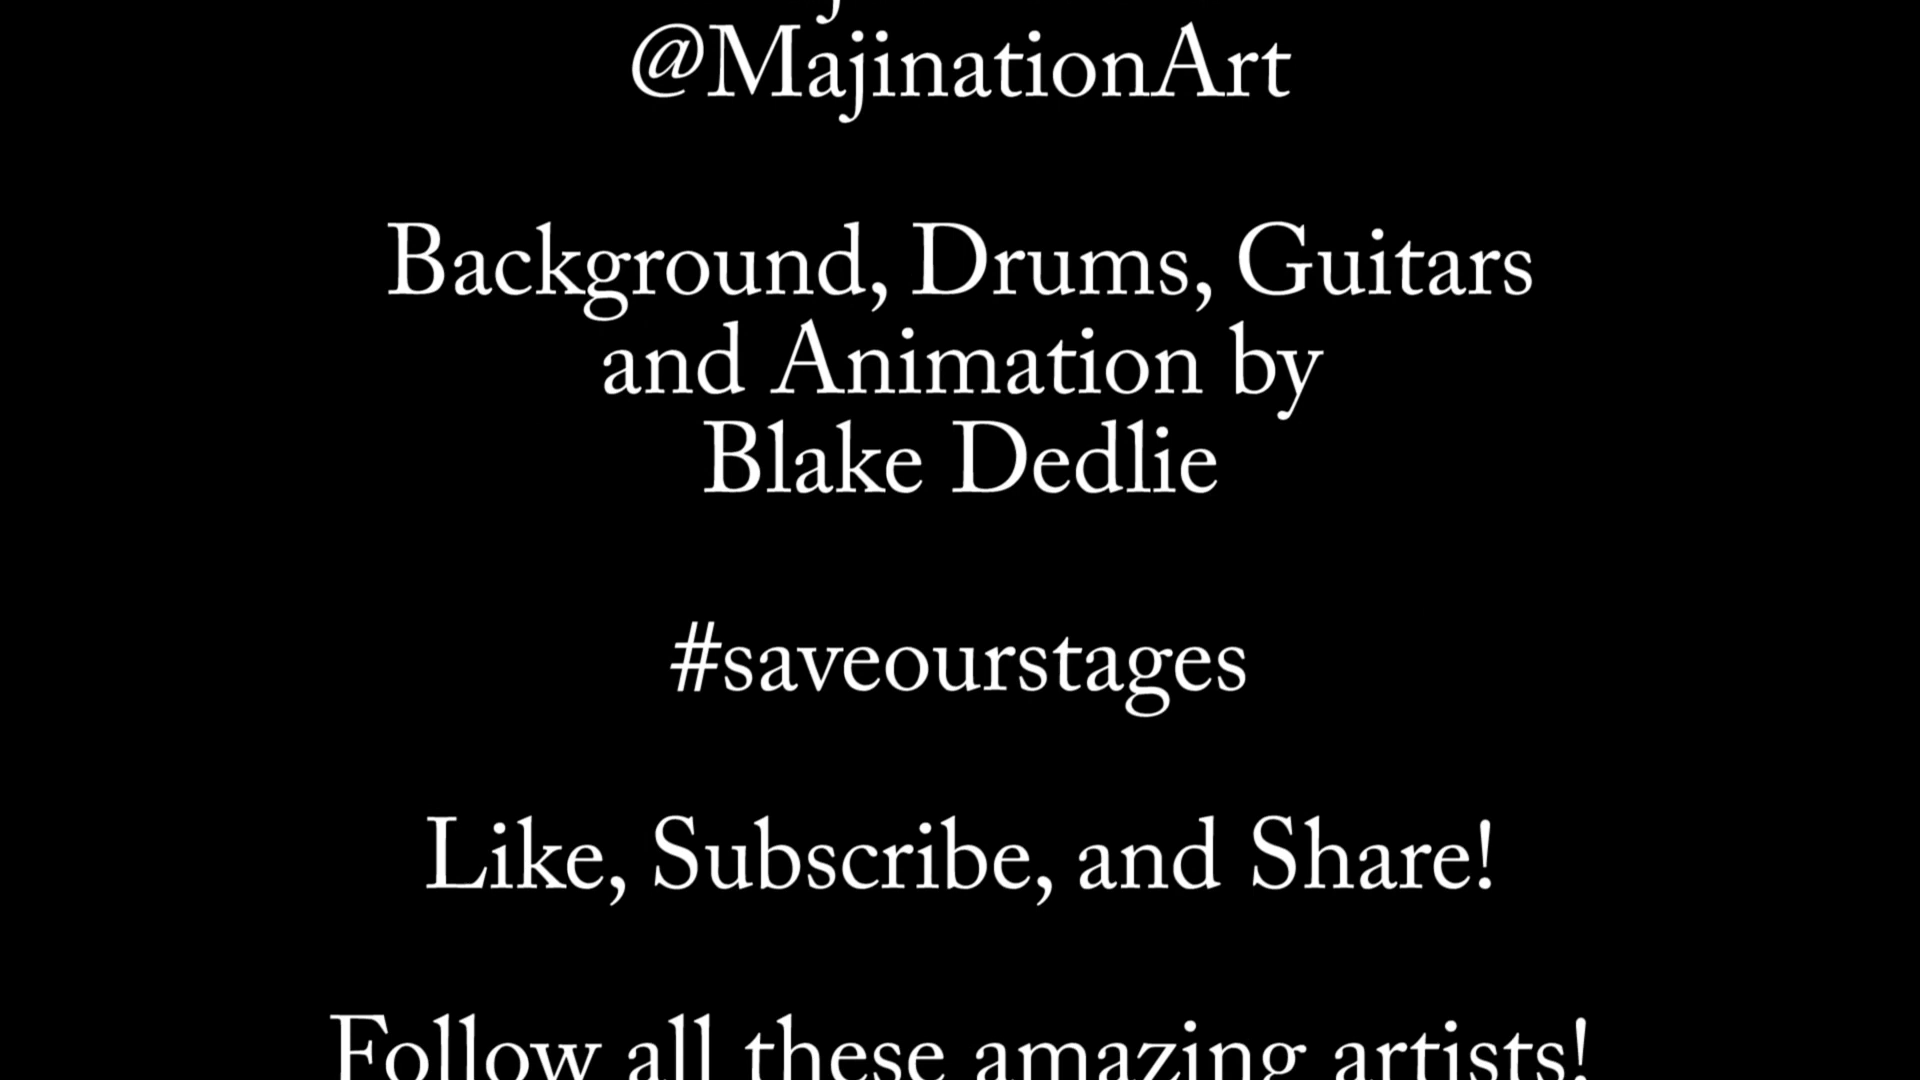 @MajinationArt
Background, Drums, Guitars
and Animation by
Blake Dedlie
#saveourstages
Like, Subscribe, and Share!
Follow all these amazing artists!